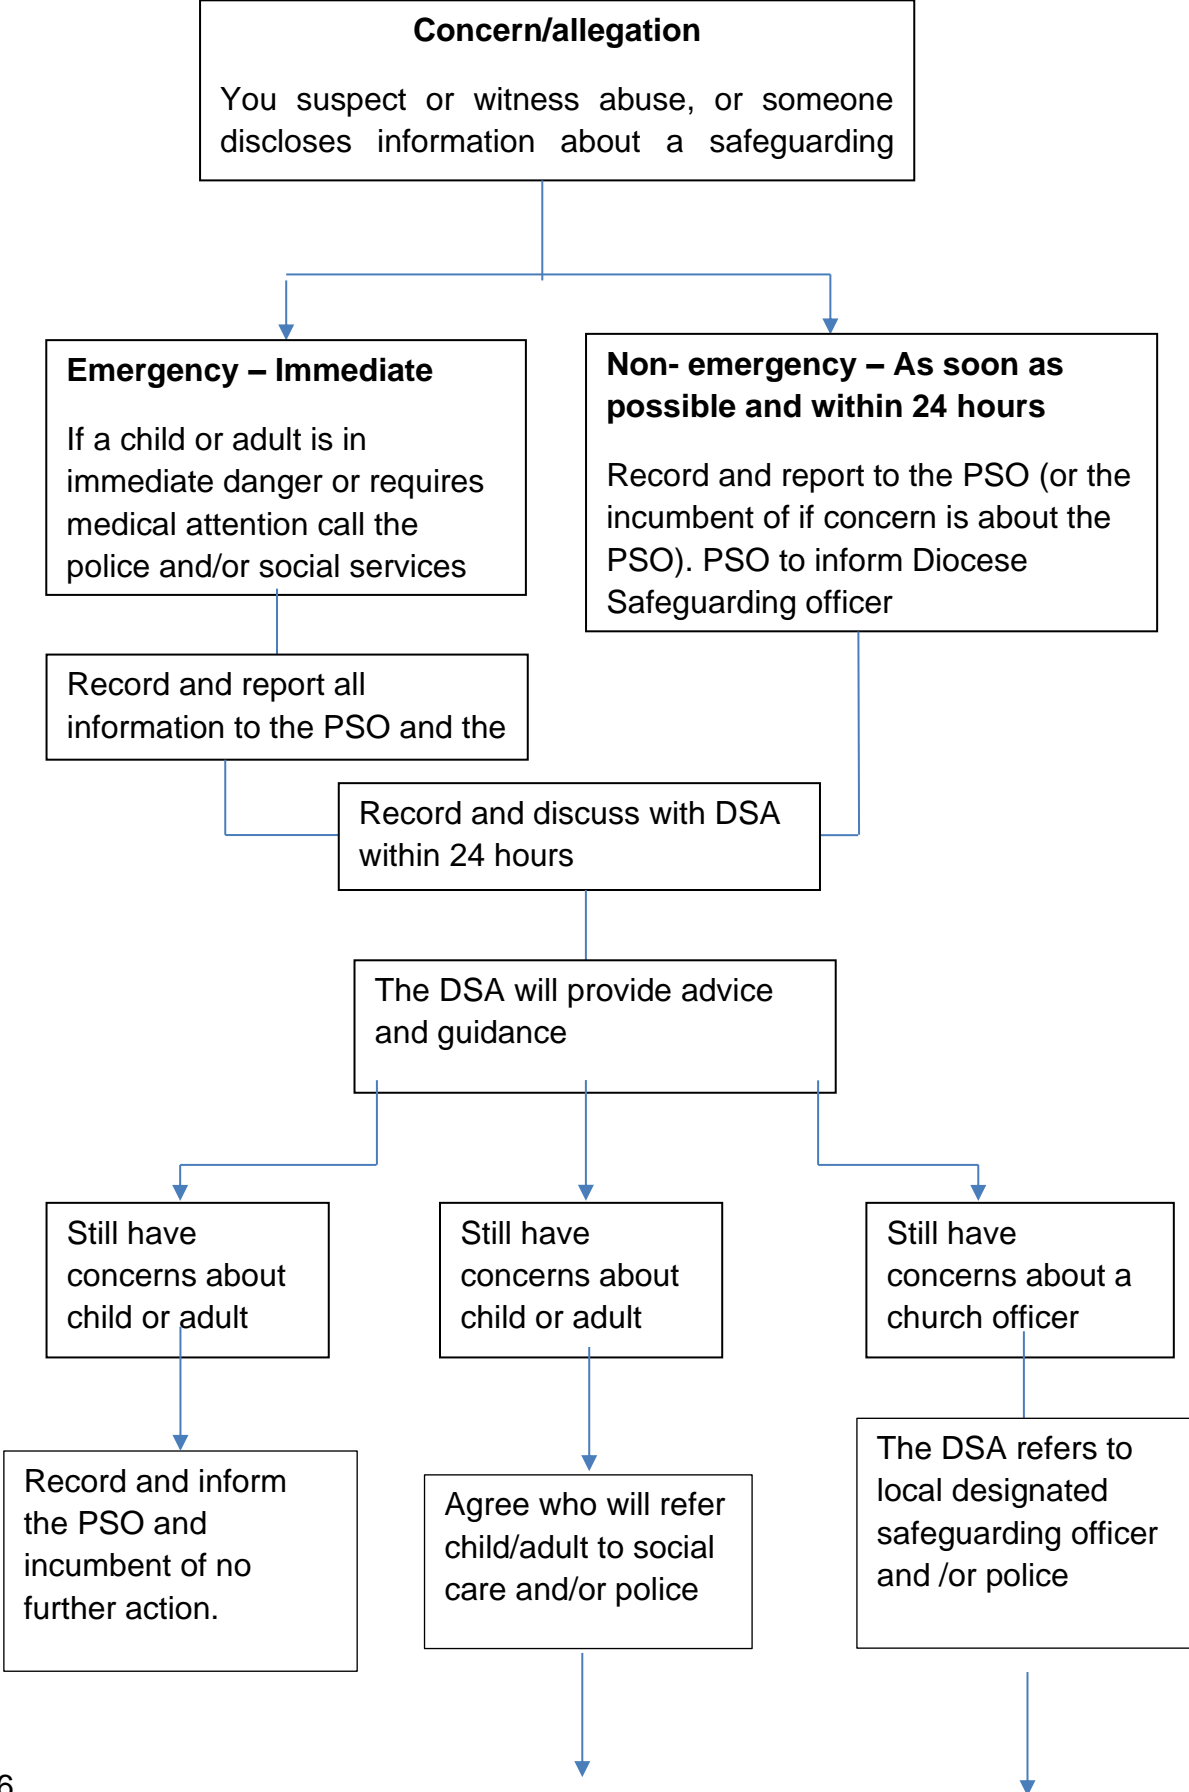 Concern/allegation
You suspect or witness abuse, or someone
discloses information about a safeguarding
Emergency – Immediate
If a child or adult is in
immediate danger or requires
medical attention call the
police and/or social services
Non- emergency – As soon as
possible and within 24 hours
Record and report to the PSO (or the
incumbent of if concern is about the
PSO). PSO to inform Diocese
Safeguarding officer
Record and report all
information to the PSO and the
Record and discuss with DSA
within 24 hours
The DSA will provide advice
and guidance
Still have
concerns about
child or adult
Still have
concerns about
child or adult
Still have
concerns about a
church officer
Record and inform
the PSO and
incumbent of no
further action.
Agree who will refer
child/adult to social
care and/or police
The DSA refers to
local designated
safeguarding officer
and /or police